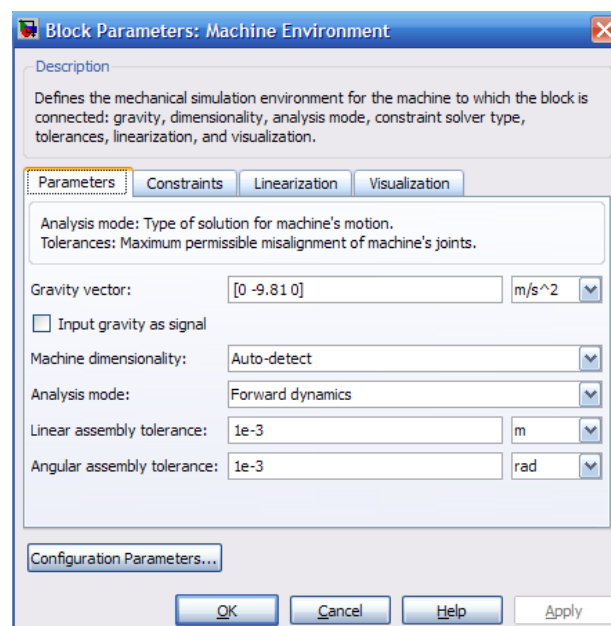 Block Parameters: Machine Environment
Description
Defines the mechanical simulation environment for the machine to which the block is
connected: gravity, dimensionality, analysis mode, constraint solver type,
tolerances, linearization, and visualization.
Parameters Constraints Linearization Visualization
Analysis mode: Type of solution for machine's motion.
Tolerances: Maximum permissible misalignment of machine's joints.
Gravity vector: [0 -9.81 0] m/s^2
Input gravity as signal
Machine dimensionality: Auto-detect
Analysis mode: Forward dynamics
Linear assembly tolerance: 1e-3 m
Angular assembly tolerance: 1e-3 rad
Configuration Parameters...
OK Cancel Help Apply